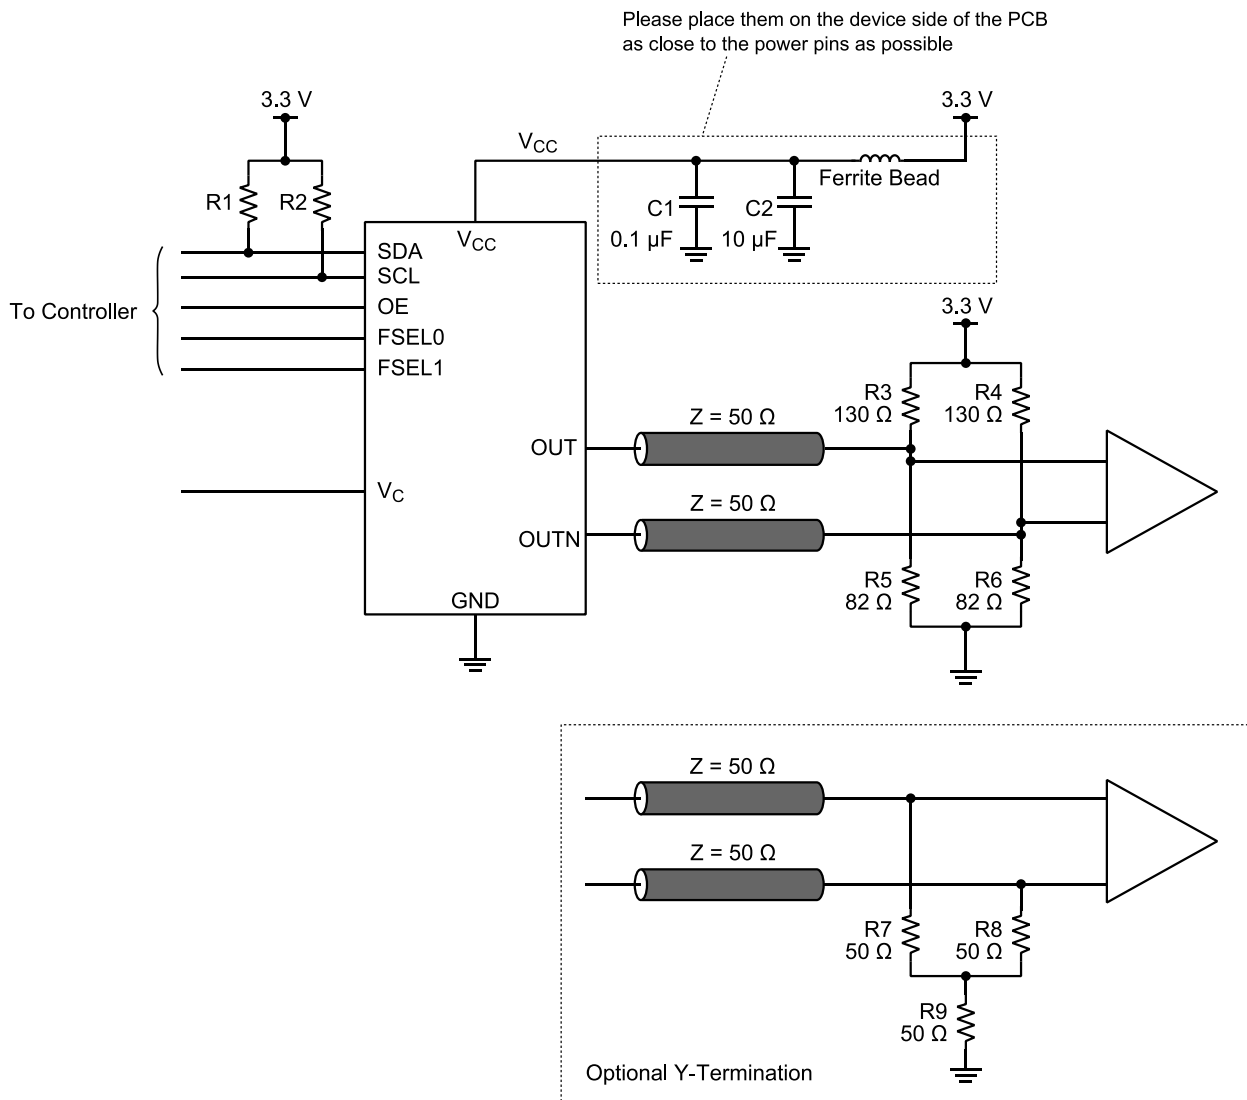 Please place them on the device side of the PCB
as close to the power pins as possible
3.3 V
3.3 V
VCC
Ferrite Bead
R1
R2
C1
0.1 µF
C2
10 µF
VCC
SDA
SCL
OE
FSEL0
FSEL1
To Controller
3.3 V
R3
130 Ω
R4
130 Ω
Z = 50 Ω
OUT
VC
Z = 50 Ω
OUTN
R5
82 Ω
R6
82 Ω
GND
Z = 50 Ω
Z = 50 Ω
R7
50 Ω
R8
50 Ω
R9
50 Ω
Optional Y-Termination